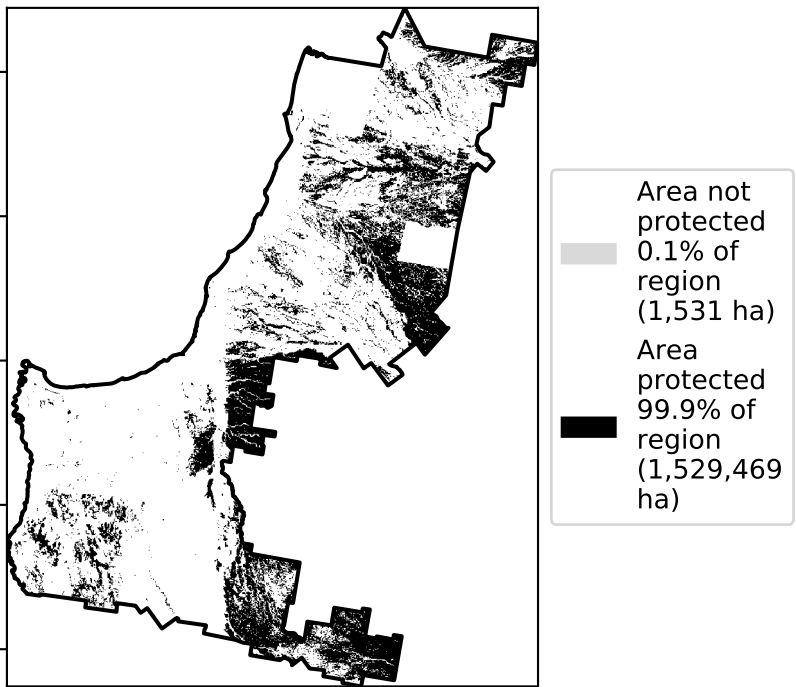 Area not
protected
0.1% of
region
(1,531 ha)
Area
protected
99.9% of
region
(1,529,469
ha)